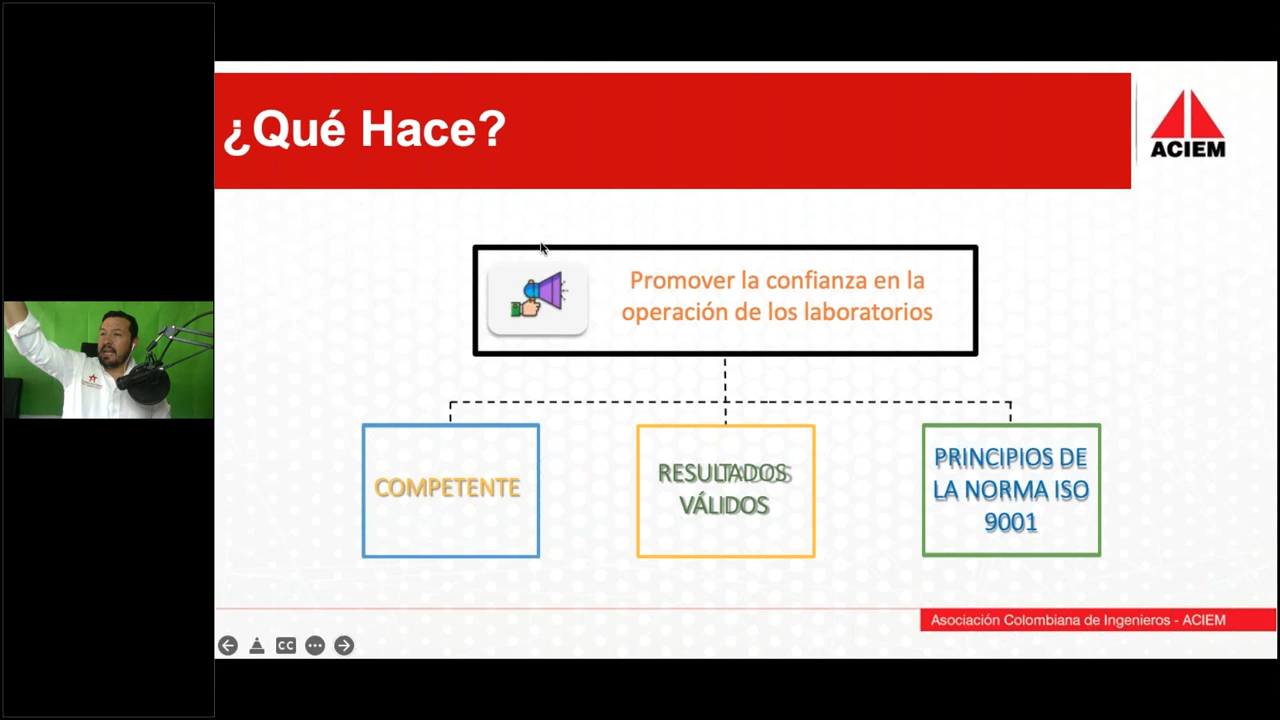 ¿Qué Hace?
ACIEM
Promover la confianza en la
operación de los laboratorios
COMPETENTE
RESULTADOS
VÁLIDOS
PRINCIPIOS DE
LA NORMA ISO
9001
Asociación Colombiana de Ingenieros - ACIEM
CC